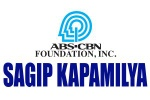 ABS·CBN
FOUNDATION, INC.
SAGIP KAPAMILYA